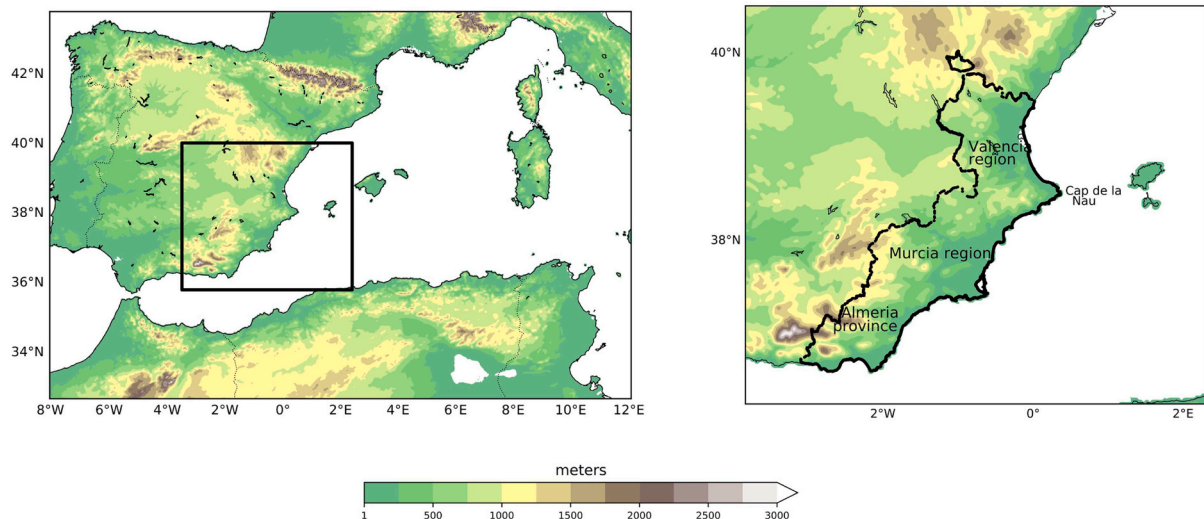 42°N
40°N
38°N
36°N
34°N
8°W
6°W
4°W
2°W
0°
2°E
4°E
6°E
8°E
10°E
12°E
40°N
38°N
2°W
0°
2°E
Valencia
region
Cap de la
Nau
Murcia region
Almeria
province
meters
1
500
1000
1500
2000
2500
3000